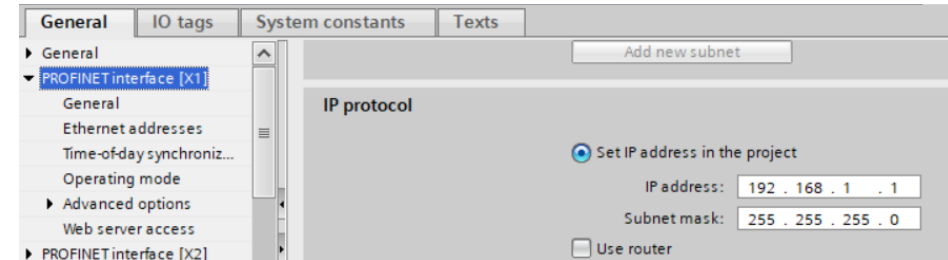 General IO tags System constants Texts
General
PROFINET interface [X1]
General
Ethernet addresses
Time-of-day synchroniz...
Operating mode
Advanced options
Web server access
PROFINET interface [X2]
Add new subnet
IP protocol
Set IP address in the project
IP address: 192 . 168 . 1 . 1
Subnet mask: 255 . 255 . 255 . 0
Use router